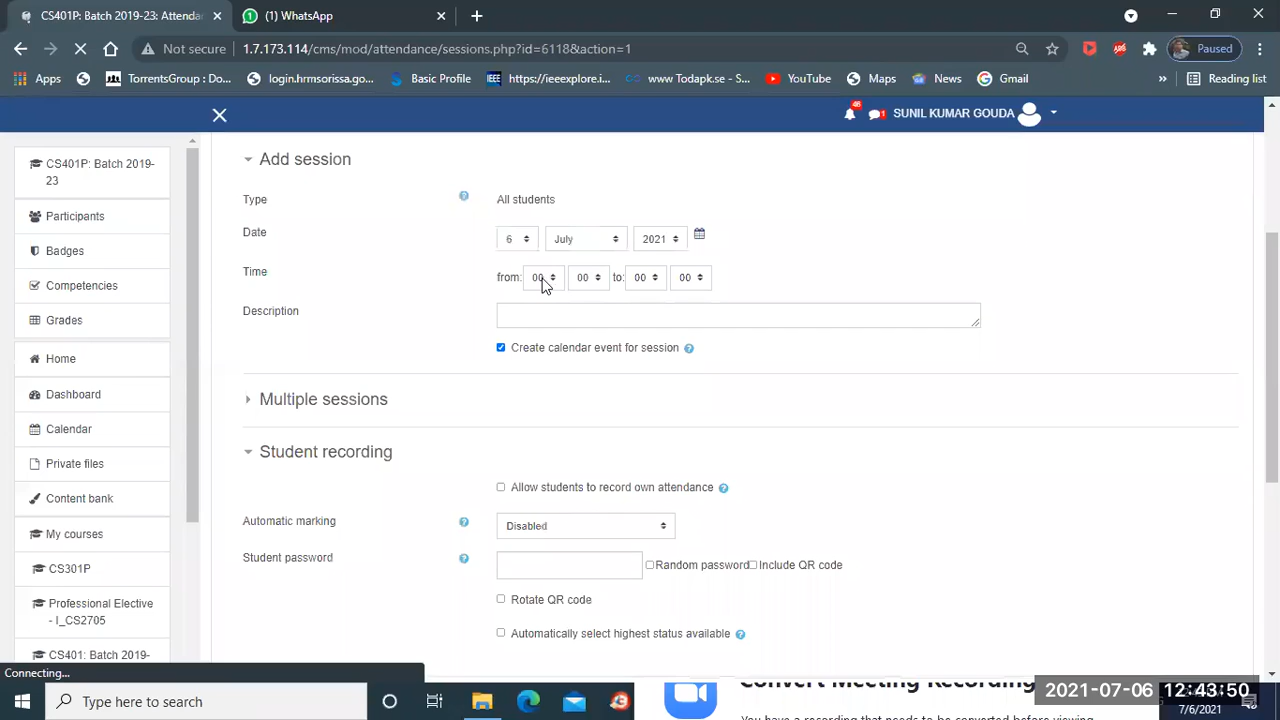 CS401P: Batch 2019-23: Attenda
(1) WhatsApp
Not secure
1.7.173.114/cms/mod/attendance/sessions.php?id=6118&action=1
Paused
Apps
TorrentsGroup : Do...
login.hrmsorissa.go...
Basic Profile
https://ieeexplore.i...
www Todapk.cs - S...
YouTube
Maps
News
Gmail
»
Reading list
SUNIL KUMAR GOUDA
CS401P: Batch 2019-
23
Participants
Badges
Competencies
Grades
Home
Dashboard
Calendar
Private files
Content bank
My courses
CS301P
Professional Elective
- I_CS2705
CS401: Batch 2019-
Add session
Type
All students
Date
6 July 2021
Time
from: 00 00 to: 00 00
Description
Create calendar event for session
Multiple sessions
Student recording
Allow students to record own attendance
Automatic marking
Disabled
Student password
Random password Include QR code
Rotate QR code
Automatically select highest status available
Connecting...
Type here to search
Convert Meeting Recording
You have a recording that needs to be converted before viewing
2021-07-06 12:43:50
7/6/2021